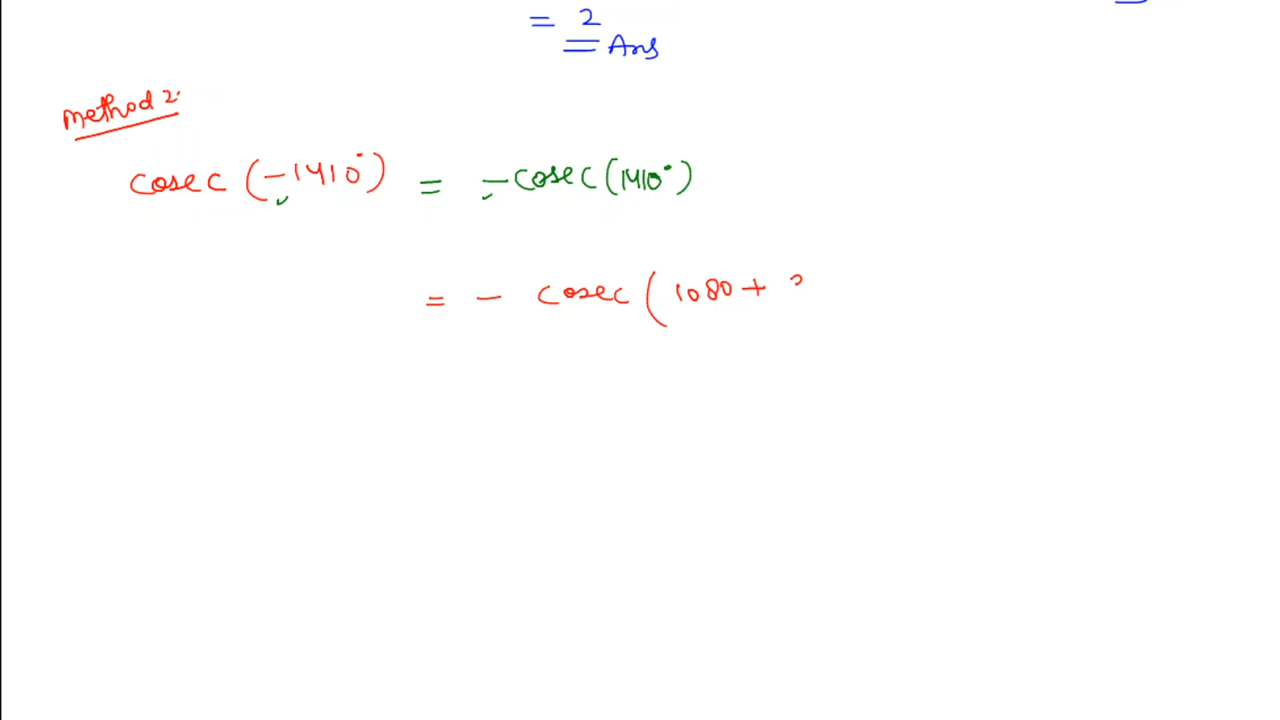 = 2
Ans
Method 2:
cosec (-1410°) = -cosec (1410°)
= - cosec (1080 +